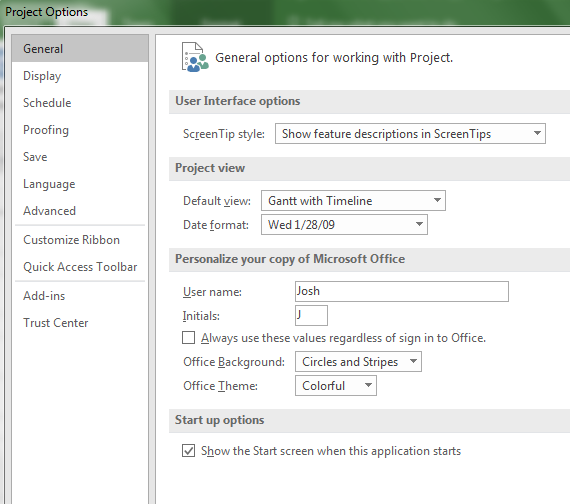 Project Options
General
Display
Schedule
Proofing
Save
Language
Advanced
Customize Ribbon
Quick Access Toolbar
Add-ins
Trust Center
General options for working with Project.
User Interface options
ScreenTip style: Show feature descriptions in ScreenTips
Project view
Default view: Gantt with Timeline
Date format: Wed 1/28/09
Personalize your copy of Microsoft Office
User name: Josh
Initials: J
Always use these values regardless of sign in to Office.
Office Background: Circles and Stripes
Office Theme: Colorful
Start up options
Show the Start screen when this application starts